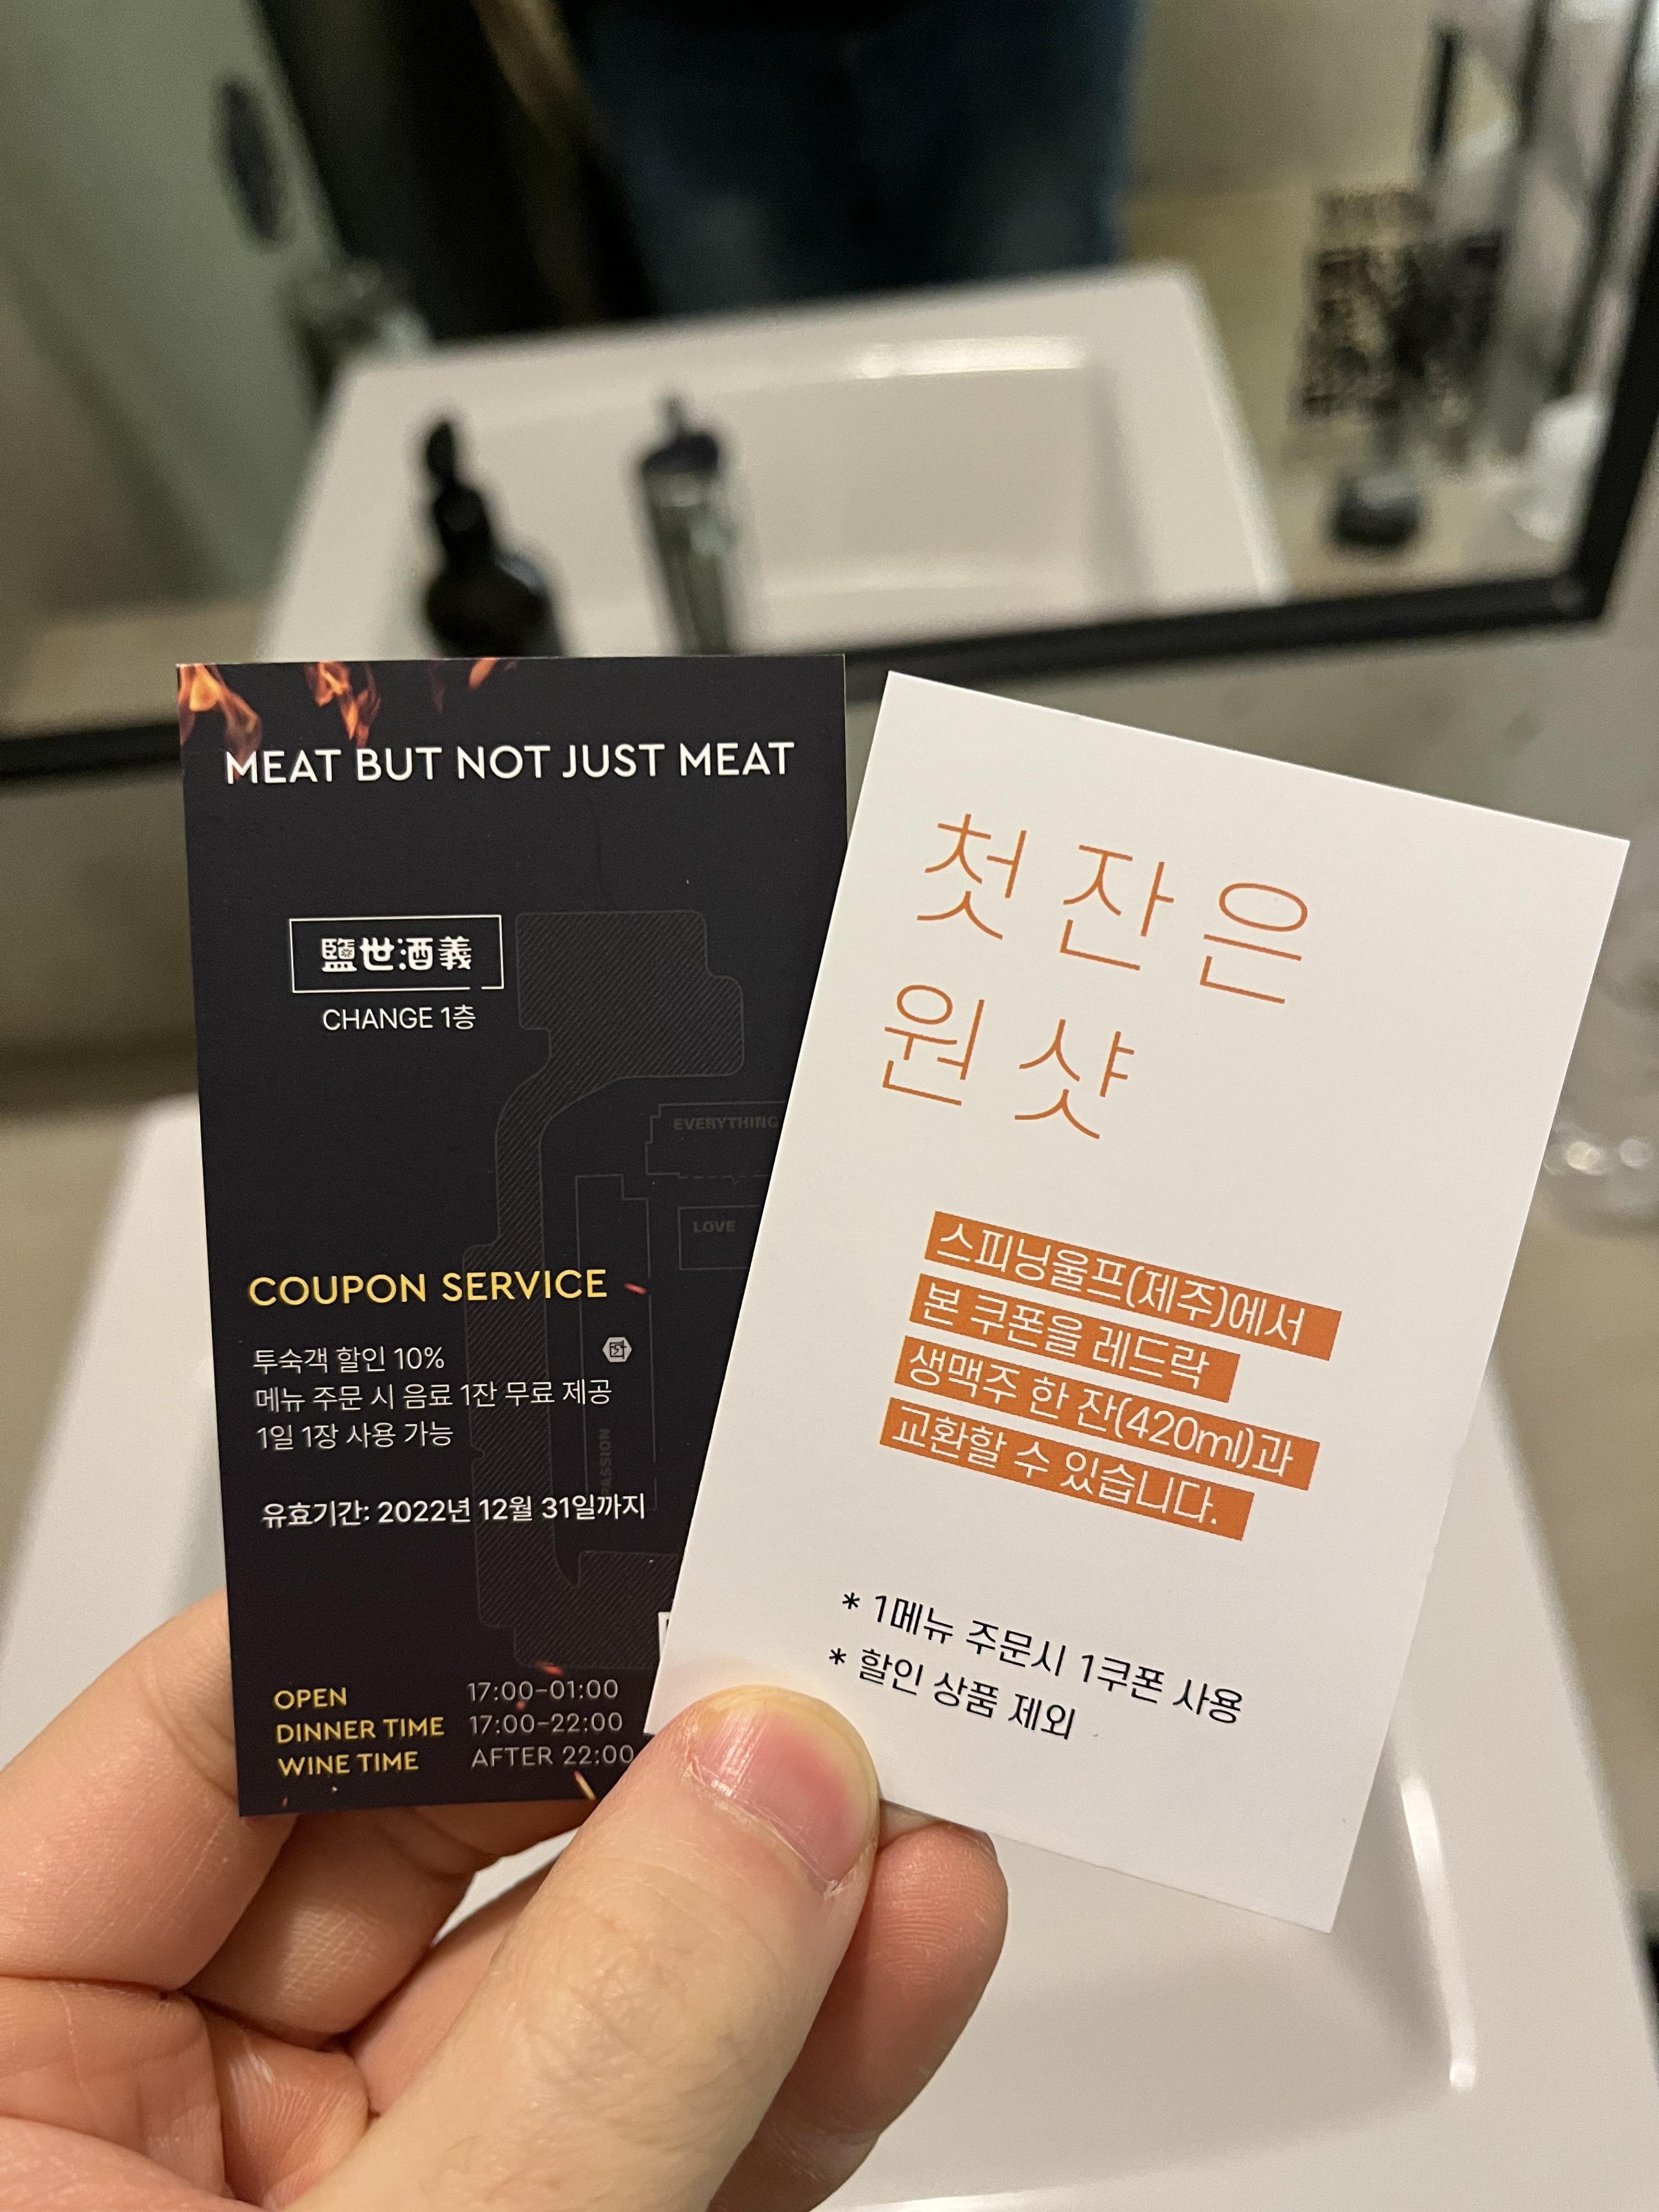 MEAT BUT NOT JUST MEAT
鹽世酒義
CHANGE 1층
EVERYTHING
LOVE
PASSION
COUPON SERVICE
투숙객 할인 10%
메뉴 주문 시 음료 1잔 무료 제공
1일 1장 사용 가능
유효기간: 2022년 12월 31일까지
OPEN 17:00-01:00
DINNER TIME 17:00-22:00
WINE TIME AFTER 22:00
첫잔은
원샷
스피닝울프(제주)에서
본 쿠폰을 레드락
생맥주 한 잔(420ml)과
교환할 수 있습니다.
* 1메뉴 주문시 1쿠폰 사용
* 할인 상품 제외